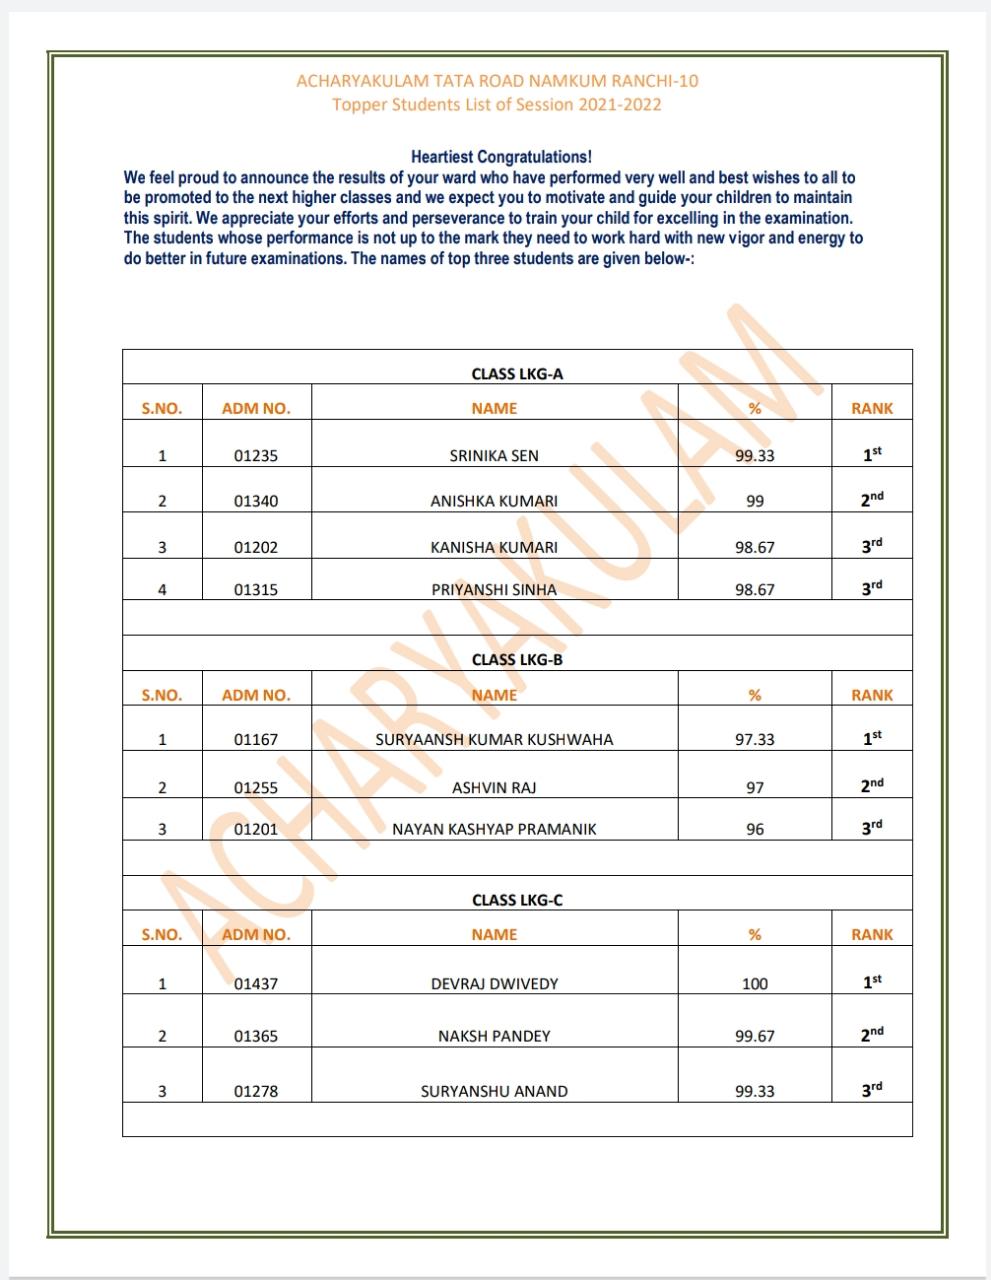 ACHARYAKULAM TATA ROAD NAMKUM RANCHI-10
Topper Students List of Session 2021-2022
Heartiest Congratulations!
We feel proud to announce the results of your ward who have performed very well and best wishes to all to
be promoted to the next higher classes and we expect you to motivate and guide your children to maintain
this spirit. We appreciate your efforts and perseverance to train your child for excelling in the examination.
The students whose performance is not up to the mark they need to work hard with new vigor and energy to
do better in future examinations. The names of top three students are given below-:
CLASS LKG-A
S.NO. ADM NO. NAME % RANK
1 01235 SRINIKA SEN 99.33 1st
2 01340 ANISHKA KUMARI 99 2nd
3 01202 KANISHA KUMARI 98.67 3rd
4 01315 PRIYANSHI SINHA 98.67 3rd
CLASS LKG-B
S.NO. ADM NO. NAME % RANK
1 01167 SURYAANSH KUMAR KUSHWAHA 97.33 1st
2 01255 ASHVIN RAJ 97 2nd
3 01201 NAYAN KASHYAP PRAMANIK 96 3rd
CLASS LKG-C
S.NO. ADM NO. NAME % RANK
1 01437 DEVRAJ DWIVEDY 100 1st
2 01365 NAKSH PANDEY 99.67 2nd
3 01278 SURYANSHU ANAND 99.33 3rd
ACHARYAKULAM